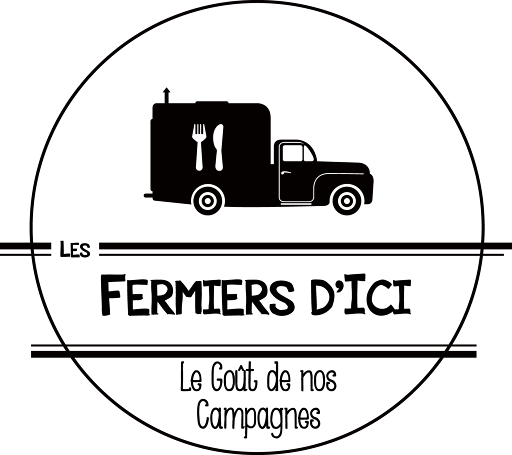 Les
Fermiers d'Ici
Le Goût de nos
Campagnes